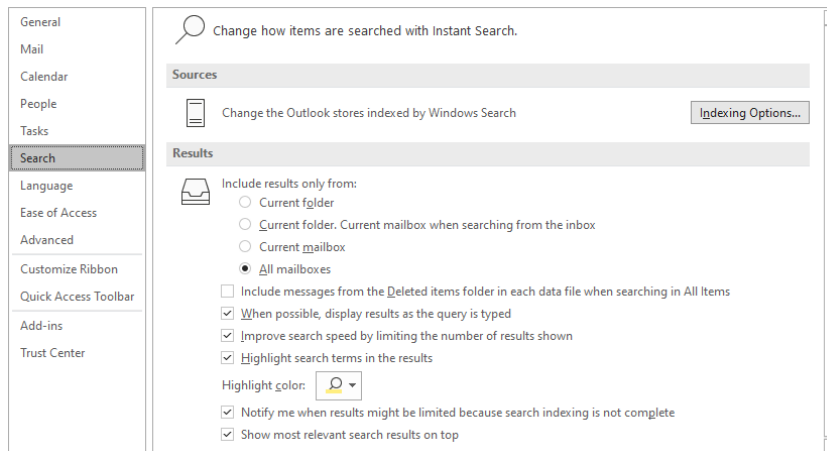 General
Mail
Calendar
People
Tasks
Search
Language
Ease of Access
Advanced
Customize Ribbon
Quick Access Toolbar
Add-ins
Trust Center
Change how items are searched with Instant Search.
Sources
Change the Outlook stores indexed by Windows Search
Indexing Options...
Results
Include results only from:
Current folder
Current folder. Current mailbox when searching from the inbox
Current mailbox
All mailboxes
Include messages from the Deleted items folder in each data file when searching in All Items
When possible, display results as the query is typed
Improve search speed by limiting the number of results shown
Highlight search terms in the results
Highlight color:
Notify me when results might be limited because search indexing is not complete
Show most relevant search results on top